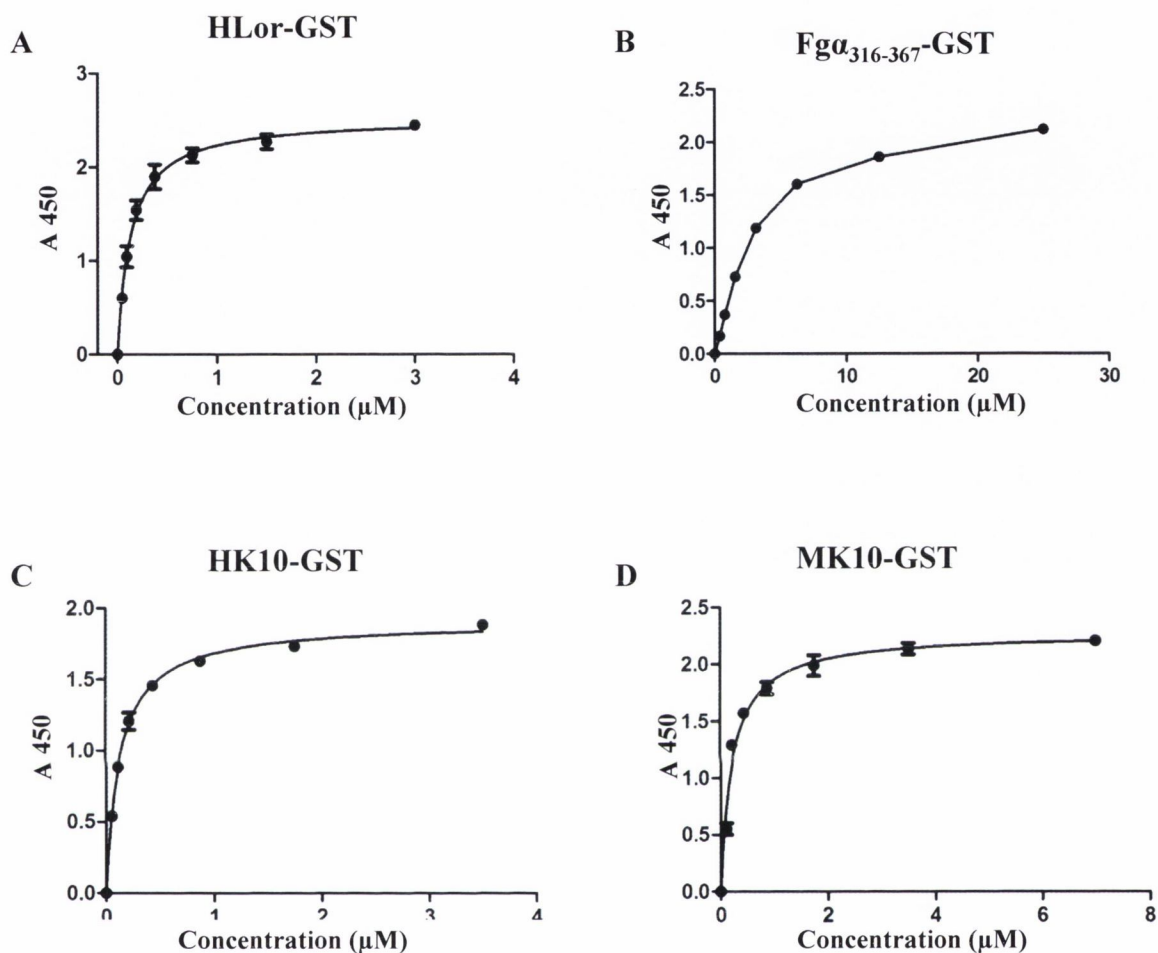 A
HLor-GST
3
2
1
0
A 450
0 1 2 3 4
Concentration (µM)
B
Fgα316-367-GST
2.5
2.0
1.5
1.0
0.5
0.0
A 450
0 10 20 30
Concentration (µM)
C
HK10-GST
2.0
1.5
1.0
0.5
0.0
A 450
0 1 2 3 4
Concentration (µM)
D
MK10-GST
2.5
2.0
1.5
1.0
0.5
0.0
A 450
0 2 4 6 8
Concentration (µM)